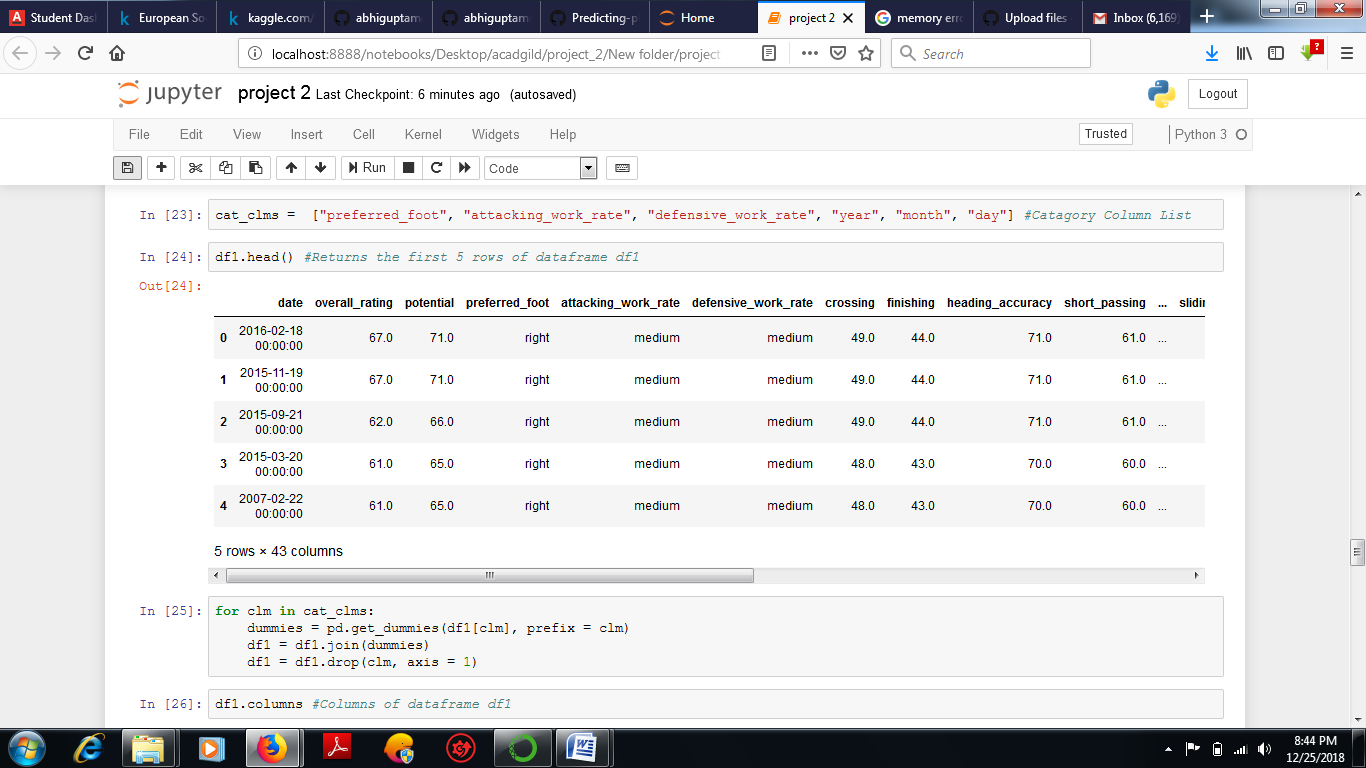 Student Das
European So
kaggle.com/
abhiguptam
abhiguptam
Predicting-p
Home
project 2
memory erro
Upload files
Inbox (6,169)
localhost:8888/notebooks/Desktop/acadgild/project_2/New folder/project
Search
jupyter project 2 Last Checkpoint: 6 minutes ago (autosaved)
Logout
File Edit View Insert Cell Kernel Widgets Help
Trusted
Python 3
Run
Code
In [23]: cat_clms = ["preferred_foot", "attacking_work_rate", "defensive_work_rate", "year", "month", "day"] #Catagory Column List
In [24]: df1.head() #Returns the first 5 rows of dataframe df1
Out[24]:
date overall_rating potential preferred_foot attacking_work_rate defensive_work_rate crossing finishing heading_accuracy short_passing ... slidin
0 2016-02-18 00:00:00 67.0 71.0 right medium medium 49.0 44.0 71.0 61.0 ...
1 2015-11-19 00:00:00 67.0 71.0 right medium medium 49.0 44.0 71.0 61.0 ...
2 2015-09-21 00:00:00 62.0 66.0 right medium medium 49.0 44.0 71.0 61.0 ...
3 2015-03-20 00:00:00 61.0 65.0 right medium medium 48.0 43.0 70.0 60.0 ...
4 2007-02-22 00:00:00 61.0 65.0 right medium medium 48.0 43.0 70.0 60.0 ...
5 rows × 43 columns
In [25]: for clm in cat_clms:
dummies = pd.get_dummies(df1[clm], prefix = clm)
df1 = df1.join(dummies)
df1 = df1.drop(clm, axis = 1)
In [26]: df1.columns #Columns of dataframe df1
8:44 PM
12/25/2018